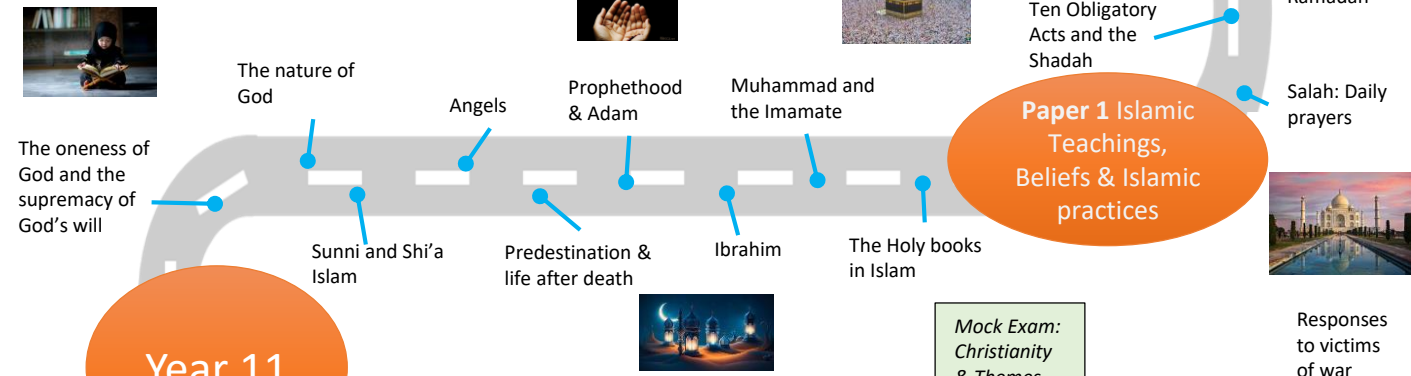 Ten Obligatory
Acts and the
Shadah
Salah: Daily
prayers
The nature of
God
Angels
Prophethood
& Adam
Muhammad and
the Imamate
Paper 1 Islamic
Teachings,
Beliefs & Islamic
practices
The oneness of
God and the
supremacy of
God's will
Sunni and Shi'a
Islam
Predestination &
life after death
Ibrahim
The Holy books
in Islam
Year 11
Mock Exam:
Christianity
& Themes
Responses
to victims
of war